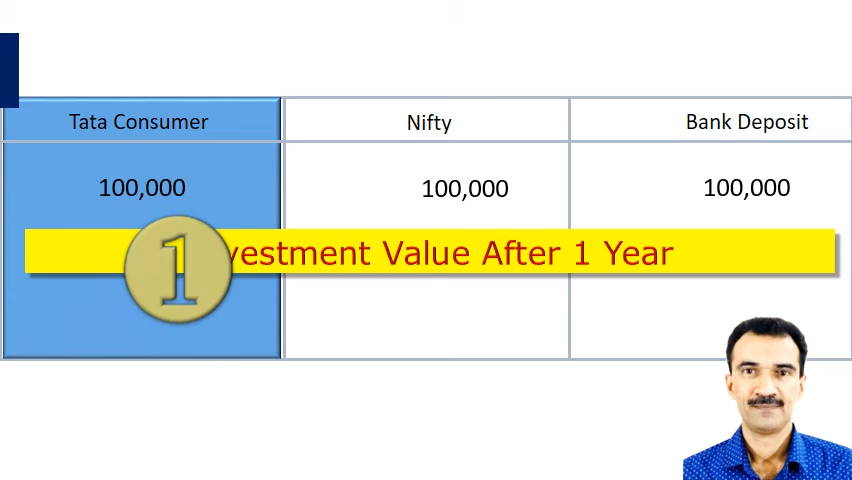 Tata Consumer Nifty Bank Deposit
100,000 100,000 100,000
vestment Value After 1 Year
1